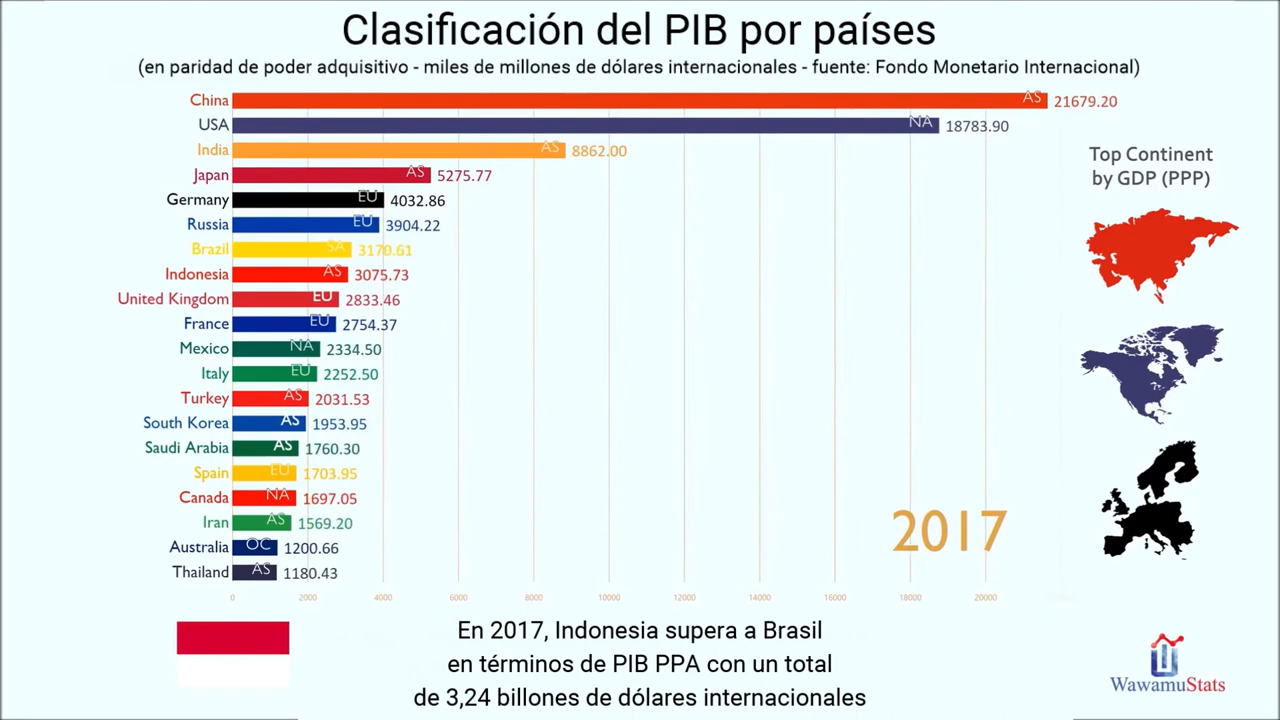 Clasificación del PIB por países
(en paridad de poder adquisitivo - miles de millones de dólares internacionales - fuente: Fondo Monetario Internacional)
China AS 21679.20
USA NA 18783.90
India AS 8862.00
Japan AS 5275.77
Germany EU 4032.86
Russia EU 3904.22
Brazil SA 3170.61
Indonesia AS 3075.73
United Kingdom EU 2833.46
France EU 2754.37
Mexico NA 2334.50
Italy EU 2252.50
Turkey AS 2031.53
South Korea AS 1953.95
Saudi Arabia AS 1760.30
Spain EU 1703.95
Canada NA 1697.05
Iran AS 1569.20
Australia OC 1200.66
Thailand AS 1180.43
0 2000 4000 6000 8000 10000 12000 14000 16000 18000 20000
Top Continent
by GDP (PPP)
2017
En 2017, Indonesia supera a Brasil
en términos de PIB PPA con un total
de 3,24 billones de dólares internacionales
WawamuStats